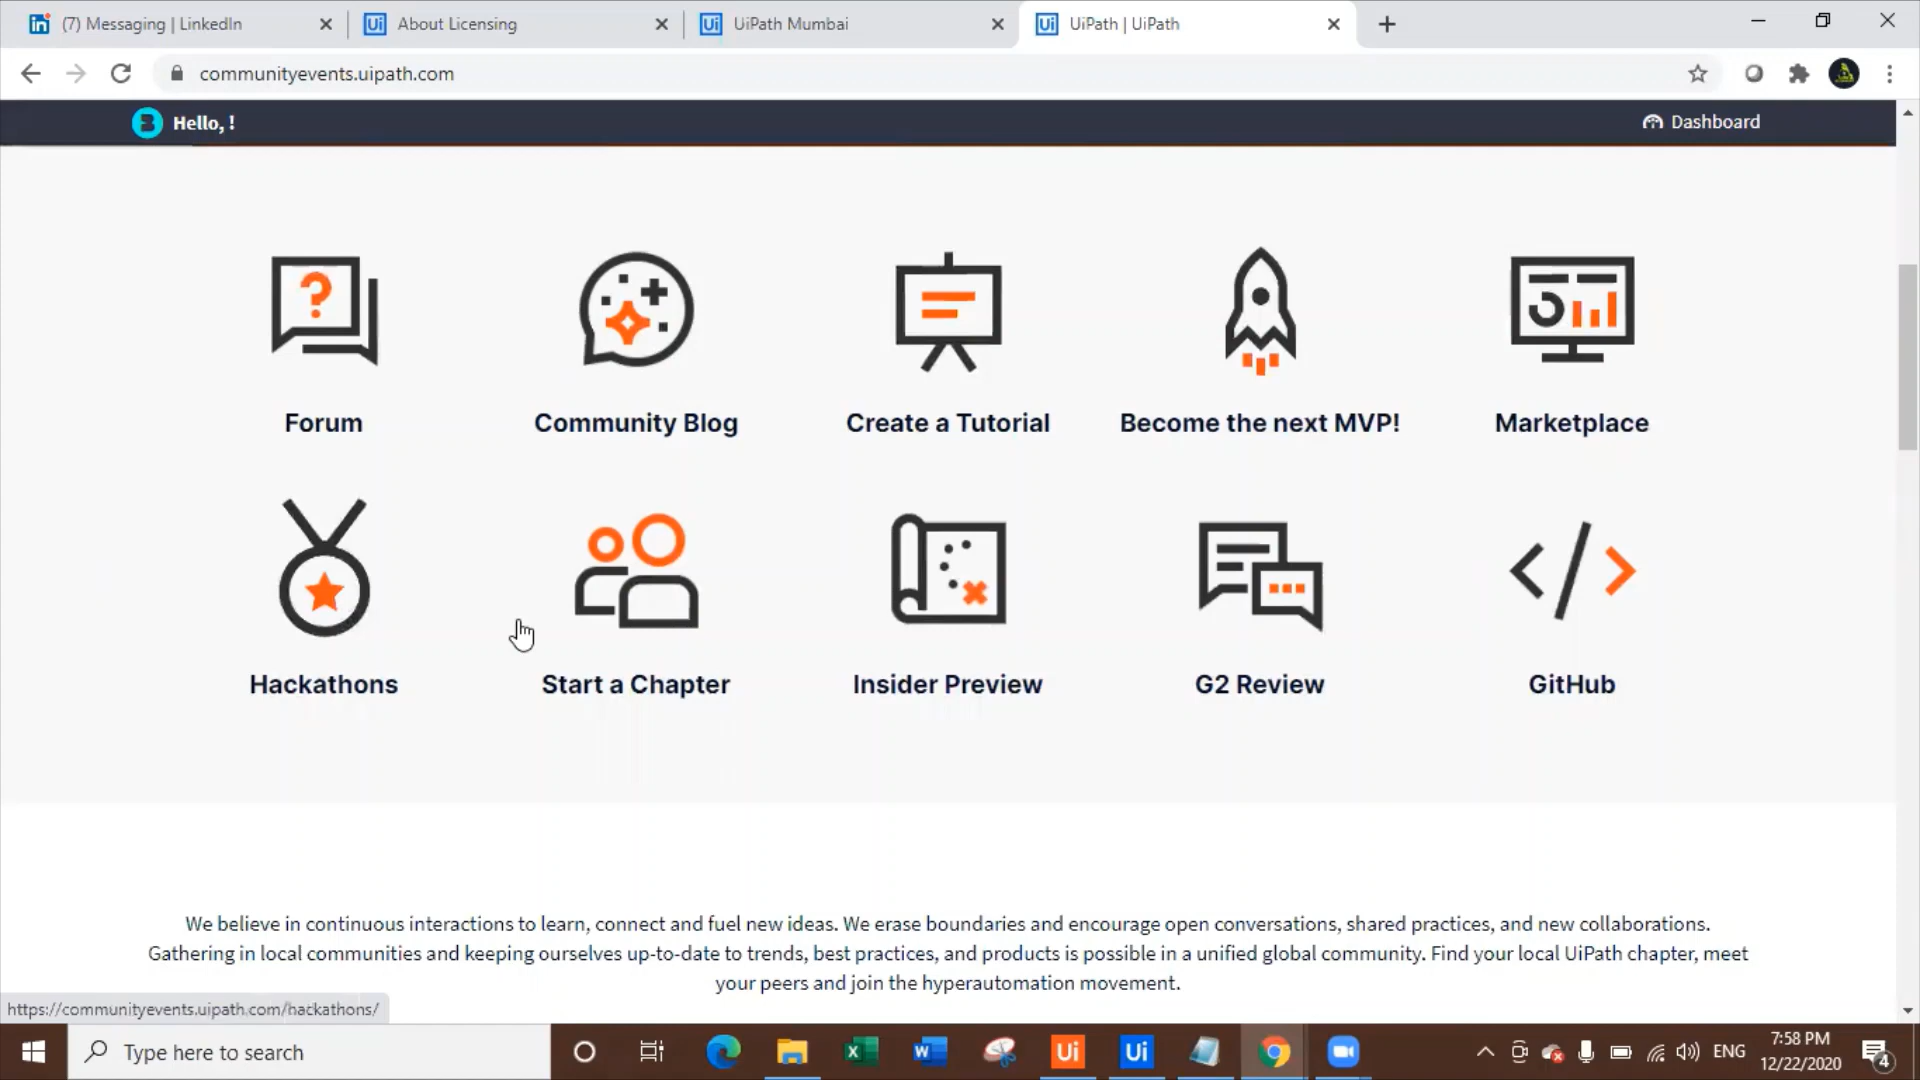 (7) Messaging | LinkedIn
About Licensing
UiPath Mumbai
UiPath | UiPath
communityevents.uipath.com
Hello, !
Dashboard
Forum
Community Blog
Create a Tutorial
Become the next MVP!
Marketplace
Hackathons
Start a Chapter
Insider Preview
G2 Review
GitHub
We believe in continuous interactions to learn, connect and fuel new ideas. We erase boundaries and encourage open conversations, shared practices, and new collaborations.
Gathering in local communities and keeping ourselves up-to-date to trends, best practices, and products is possible in a unified global community. Find your local UiPath chapter, meet
your peers and join the hyperautomation movement.
https://communityevents.uipath.com/hackathons/
Type here to search
ENG
7:58 PM
12/22/2020
4